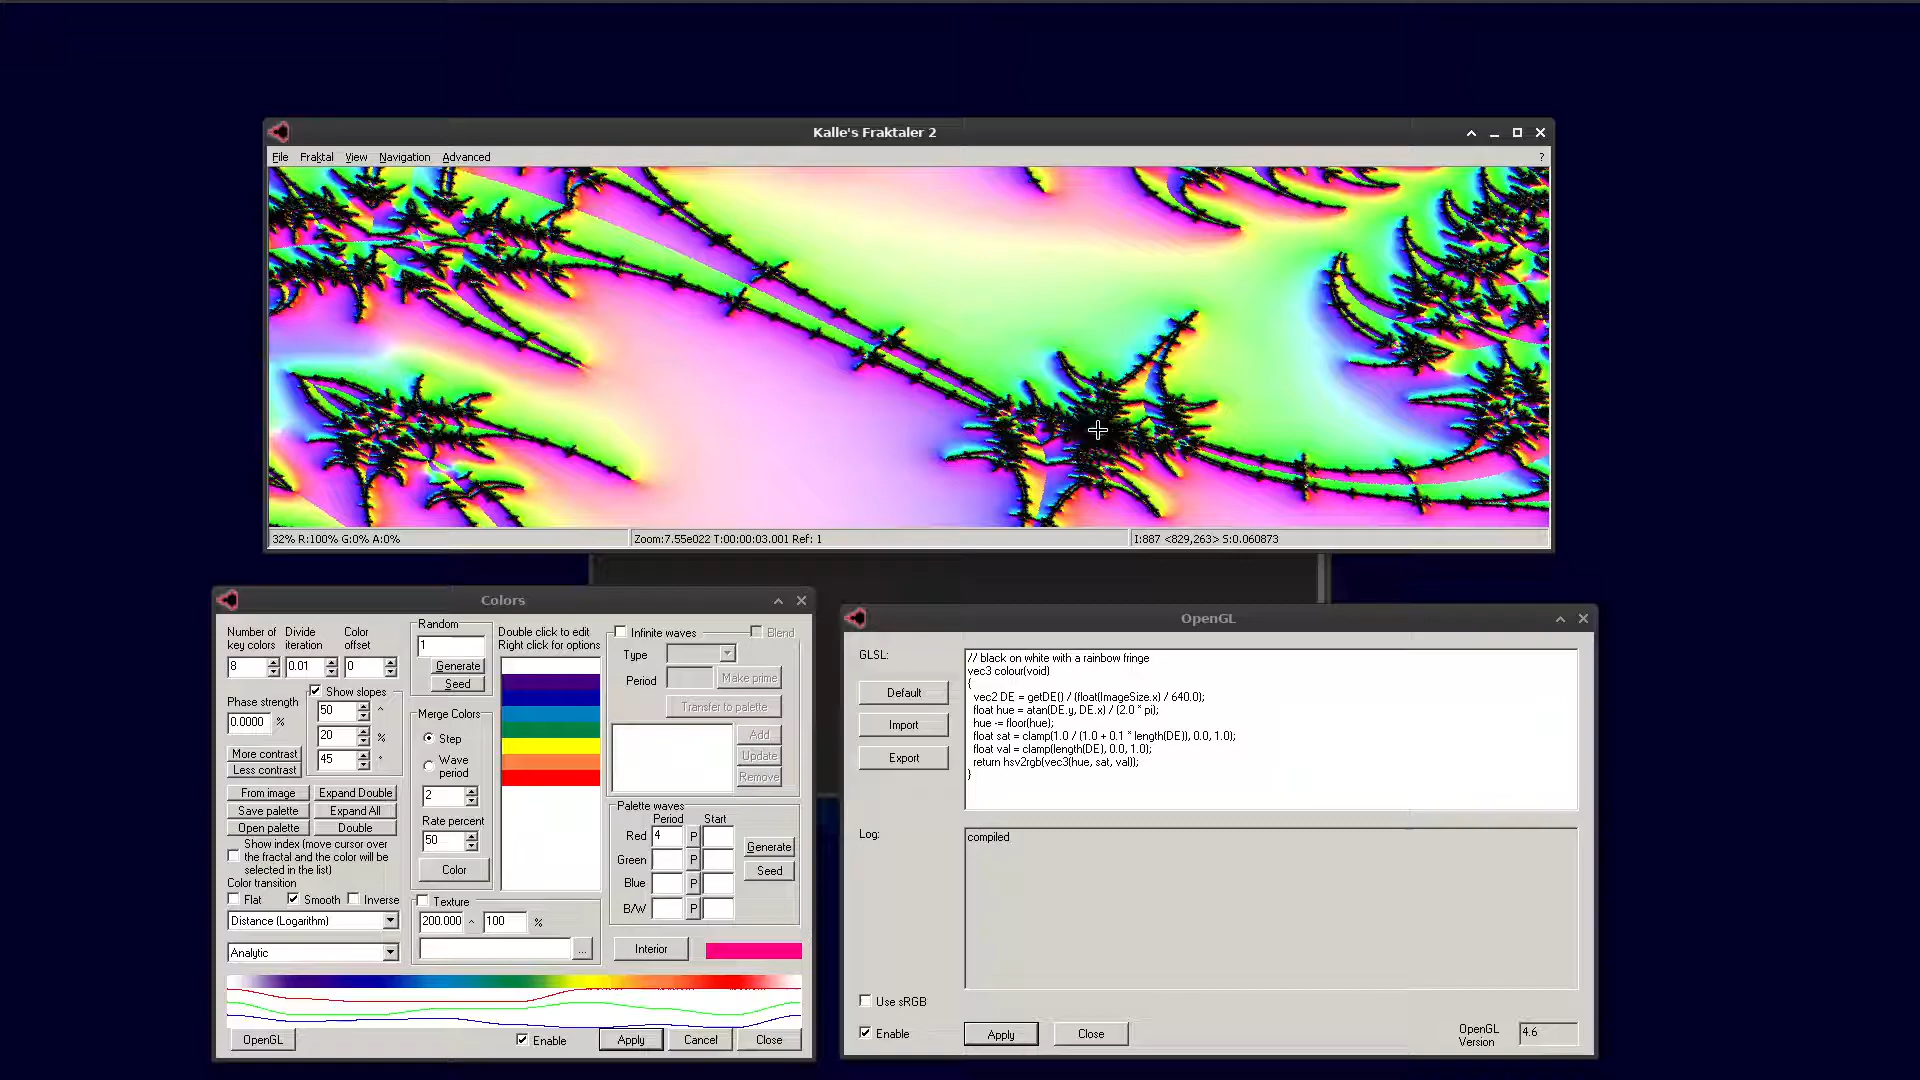 Kalle's Fraktaler 2
File Fraktal View Navigation Advanced ?
32% R:100% G:0% A:0% Zoom:7.55e022 T:00:00:03.001 Ref: 1 I:887 <829,263> S:0.060873
Colors
Number of key colors
8
Divide iteration
0.01
Color offset
0
Phase strength
0.0000 %
Show slopes
50
20 %
45 °
More contrast
Less contrast
From image
Expand Double
Save palette
Expand All
Open palette
Double
Show index (move cursor over
the fractal and the color will be
selected in the list)
Color transition
Flat Smooth Inverse
Distance (Logarithm)
Analytic
Random
1
Generate
Seed
Merge Colors
Step
Wave period
2
Rate percent
50
Color
Double click to edit
Right click for options
Texture
200.000 ^ 100 %
...
Infinite waves Blend
Type
Period Make prime
Transfer to palette
Add
Update
Remove
Palette waves
Period Start
Red 4 P
Green P
Blue P
B/W P
Generate
Seed
Interior
OpenGL
Enable
Apply Cancel Close
OpenGL
GLSL:
Default
Import
Export
// black on white with a rainbow fringe
vec3 colour(void)
{
vec2 DE = getDE() / (float(ImageSize.x) / 640.0);
float hue = atan(DE.y, DE.x) / (2.0 * pi);
hue -= floor(hue);
float sat = clamp(1.0 / (1.0 + 0.1 * length(DE)), 0.0, 1.0);
float val = clamp(length(DE), 0.0, 1.0);
return hsv2rgb(vec3(hue, sat, val));
}
Log:
compiled
Use sRGB
Enable
Apply Close
OpenGL Version
4.6